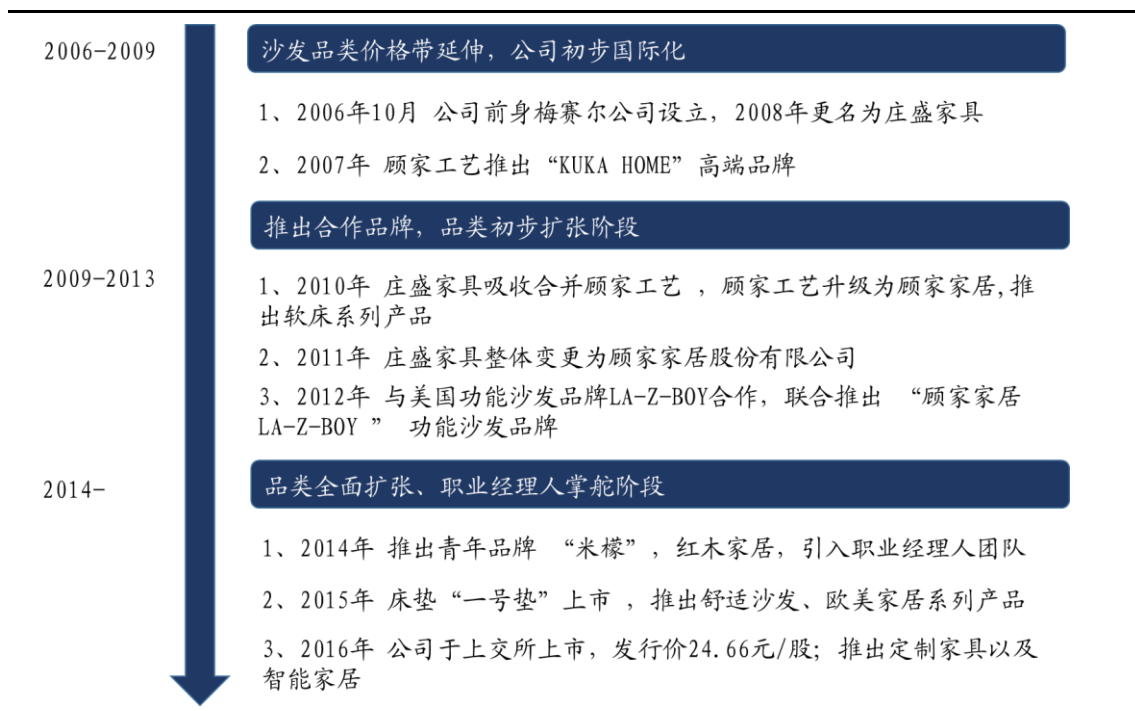 2006-2009
沙发品类价格带延伸，公司初步国际化
1、2006年10月 公司前身梅赛尔公司设立，2008年更名为庄盛家具
2、2007年 顾家工艺推出“KUKA HOME”高端品牌
推出合作品牌，品类初步扩张阶段
2009-2013
1、2010年 庄盛家具吸收合并顾家工艺 ，顾家工艺升级为顾家家居,推
出软床系列产品
2、2011年 庄盛家具整体变更为顾家家居股份有限公司
3、2012年 与美国功能沙发品牌LA-Z-BOY合作，联合推出 “顾家家居
LA-Z-BOY ” 功能沙发品牌
2014-
品类全面扩张、职业经理人掌舵阶段
1、2014年 推出青年品牌 “米檬”，红木家居，引入职业经理人团队
2、2015年 床垫“一号垫”上市 ，推出舒适沙发、欧美家居系列产品
3、2016年 公司于上交所上市，发行价24.66元/股；推出定制家具以及
智能家居